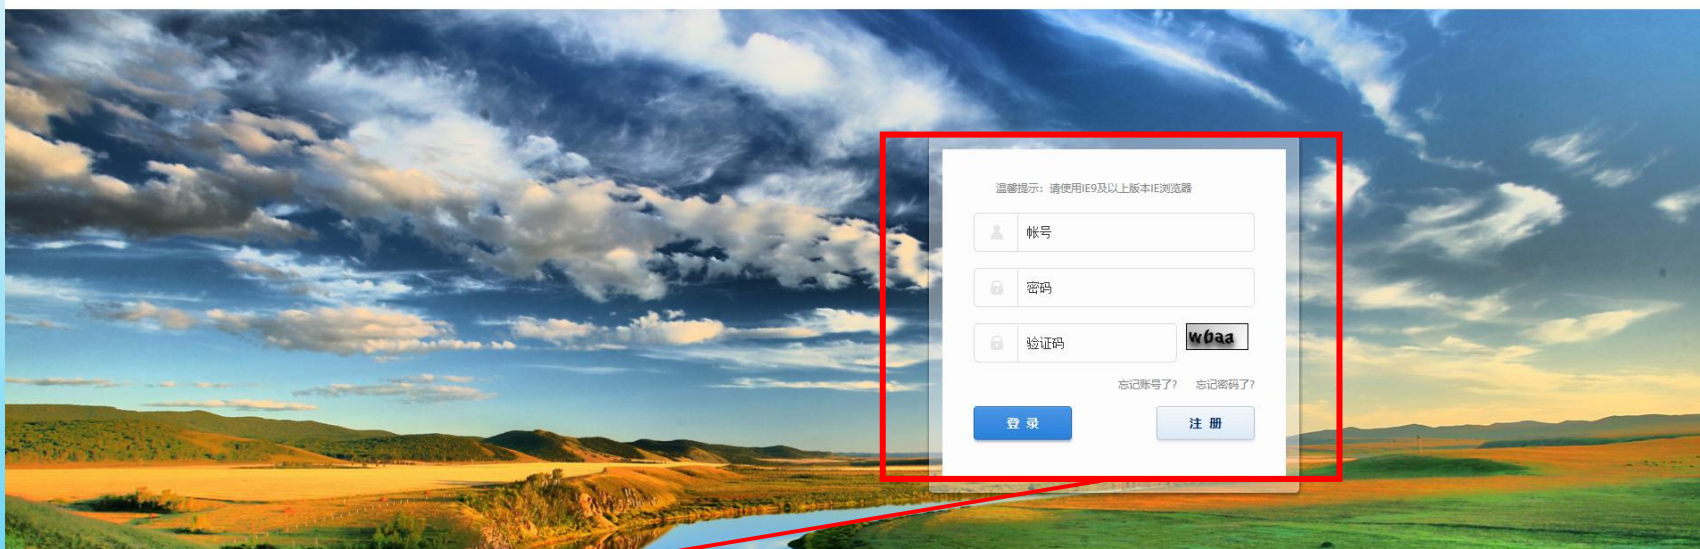 温馨提示：请使用IE9及以上版本IE浏览器
帐号
密码
验证码 wbaa
忘记账号了? 忘记密码了?
登 录 注 册